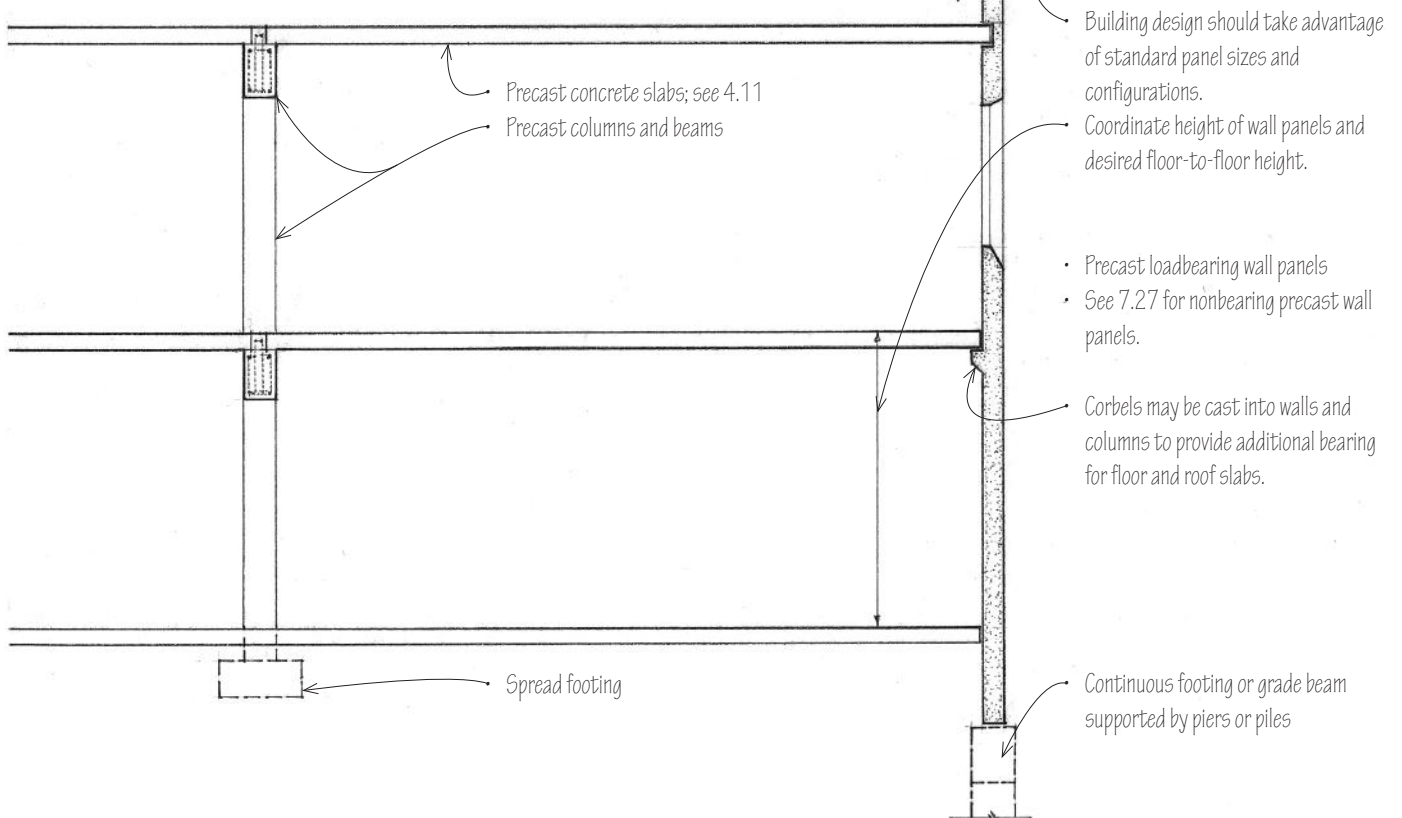 Building design should take advantage
of standard panel sizes and
configurations.
Precast concrete slabs; see 4.11
Precast columns and beams
Coordinate height of wall panels and
desired floor-to-floor height.
Precast loadbearing wall panels
See 7.27 for nonbearing precast wall
panels.
Corbels may be cast into walls and
columns to provide additional bearing
for floor and roof slabs.
Spread footing
Continuous footing or grade beam
supported by piers or piles